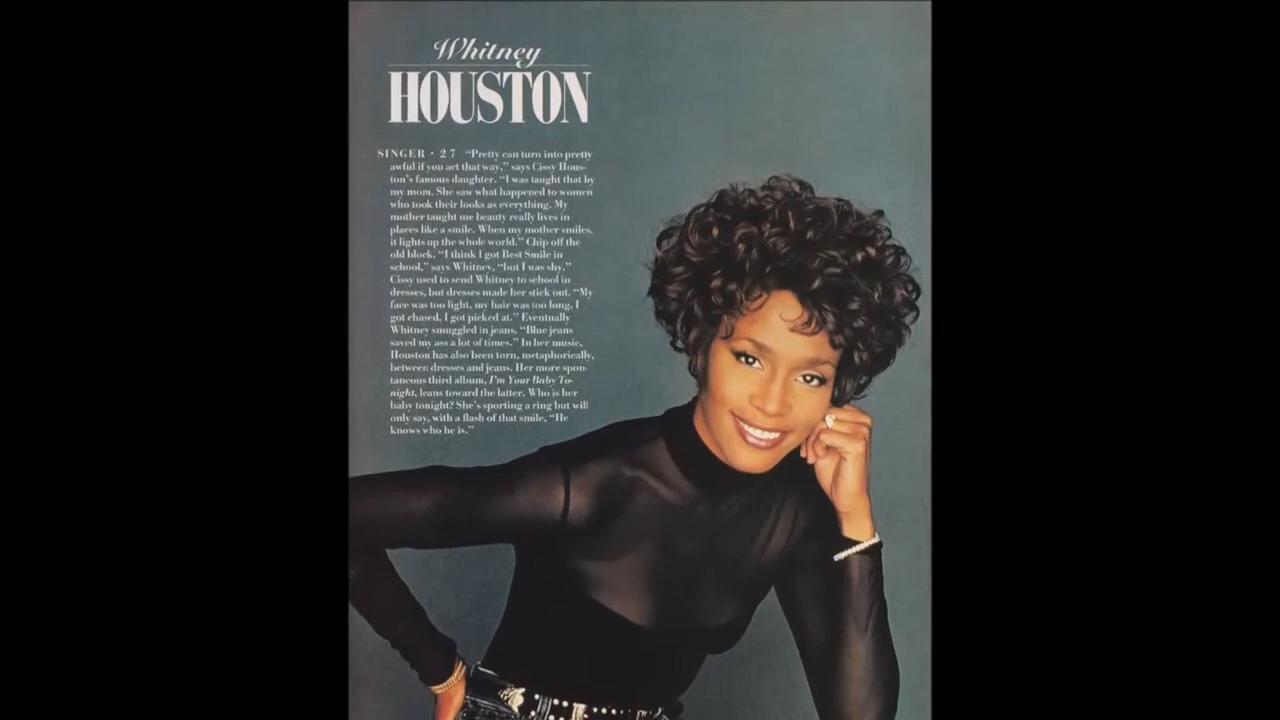 Whitney
HOUSTON
SINGER · 27 “Pretty can turn into pretty
awful if you act that way,” says Cissy Hous-
ton’s famous daughter. “I was taught that by
my mom. She saw what happened to women
who took their looks as everything. My
mother taught me beauty really lives in
places like a smile. When my mother smiles,
it lights up the whole world.” Chip off the
old block. “I think I got Best Smile in
school,” says Whitney, “but I was shy.”
Cissy used to send Whitney to school in
dresses, but dresses made her stick out. “My
face was too light, my hair was too long, I
got chased, I got picked at.” Eventually
Whitney smuggled in jeans. “Blue jeans
saved my ass a lot of times.” In her music,
Houston has also been torn, metaphorically,
between dresses and jeans. Her more spon-
taneous third album, I’m Your Baby To-
night, leans toward the latter. Who is her
baby tonight? She’s sporting a ring but will
only say, with a flash of that smile, “He
knows who he is.”